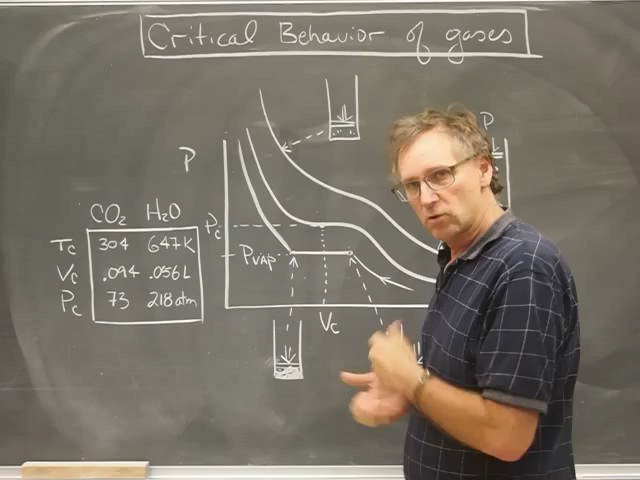 Critical Behavior of gases
P
P
Pc
PVAP
Vc
CO2 H2O
Tc 304 647K
Vc .094 .056L
Pc 73 218atm